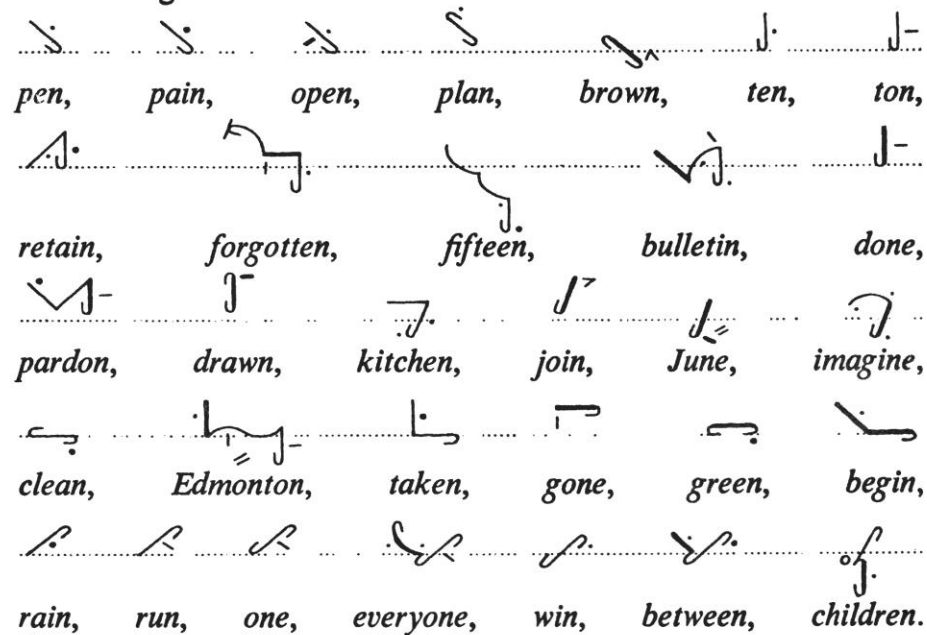 pen, pain, open, plan, brown, ten, ton,
retain, forgotten, fifteen, bulletin, done,
pardon, drawn, kitchen, join, June, imagine,
clean, Edmonton, taken, gone, green, begin,
rain, run, one, everyone, win, between, children.